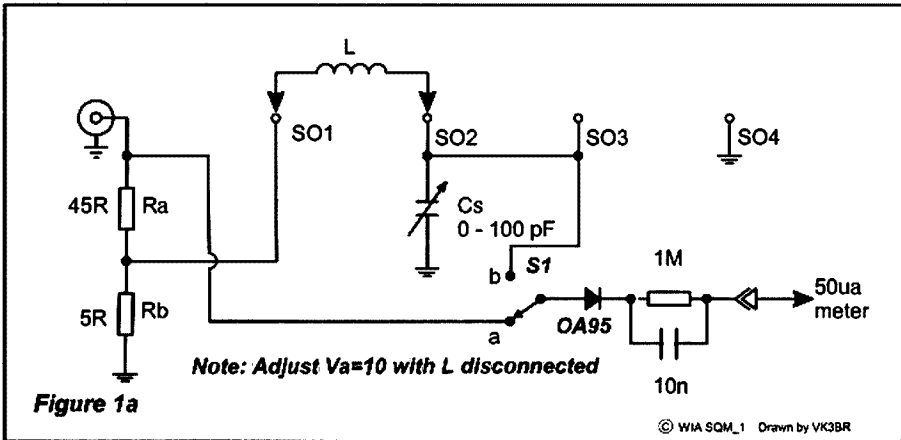 L
SO1
SO2
SO3
SO4
45R
Ra
Cs
0 - 100 pF
b
S1
1M
50ua
meter
5R
Rb
a
OA95
10n
Note: Adjust Va=10 with L disconnected
Figure 1a
© WIA SQM_1 Drawn by VK3BR